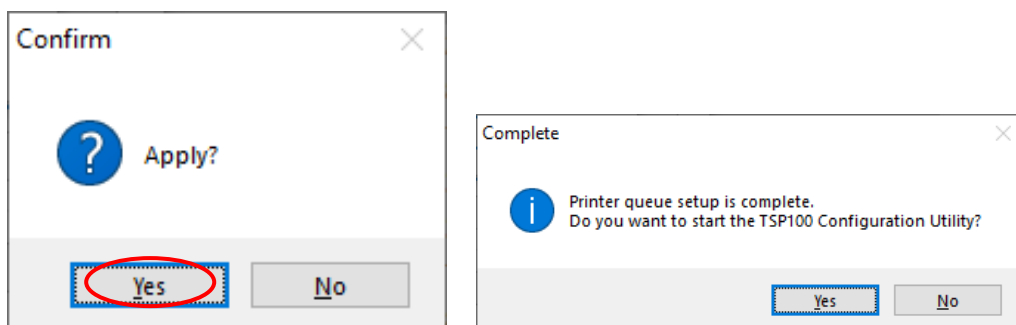 Confirm
Apply?
Yes
No
Complete
Printer queue setup is complete.
Do you want to start the TSP100 Configuration Utility?
Yes
No